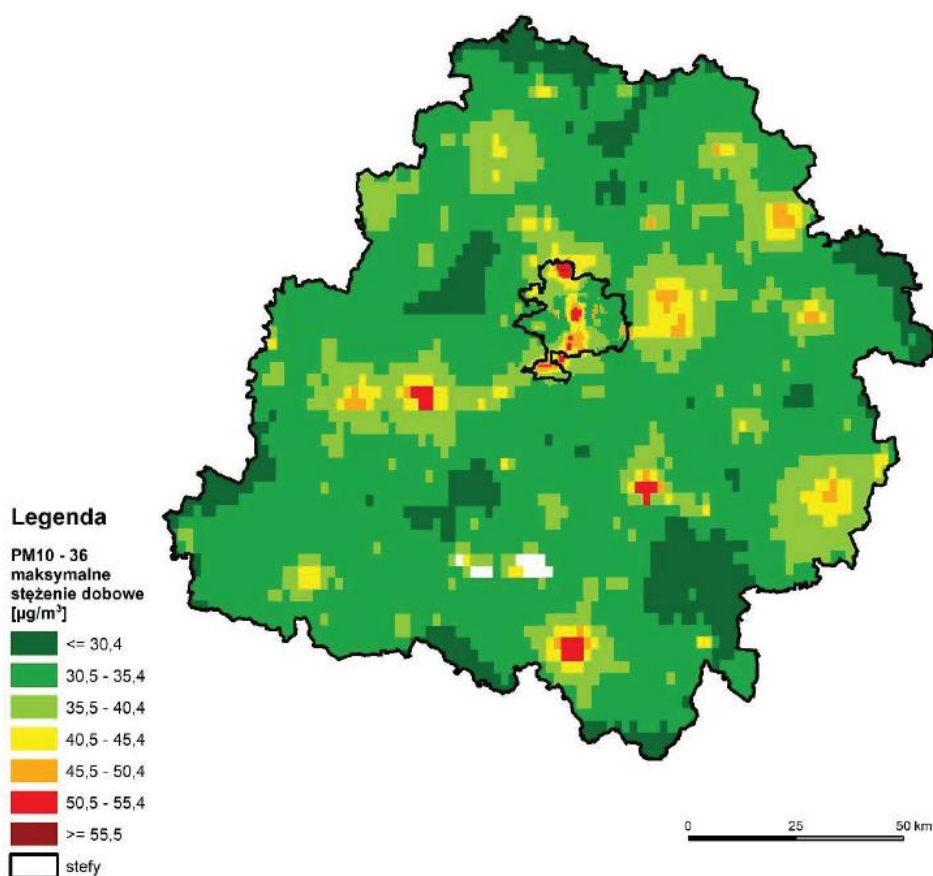 Legenda
PM10 - 36
maksymalne
stężenie dobowe
[µg/m³]
<= 30,4
30,5 - 35,4
35,5 - 40,4
40,5 - 45,4
45,5 - 50,4
50,5 - 55,4
>= 55,5
stefy
0 25 50 km